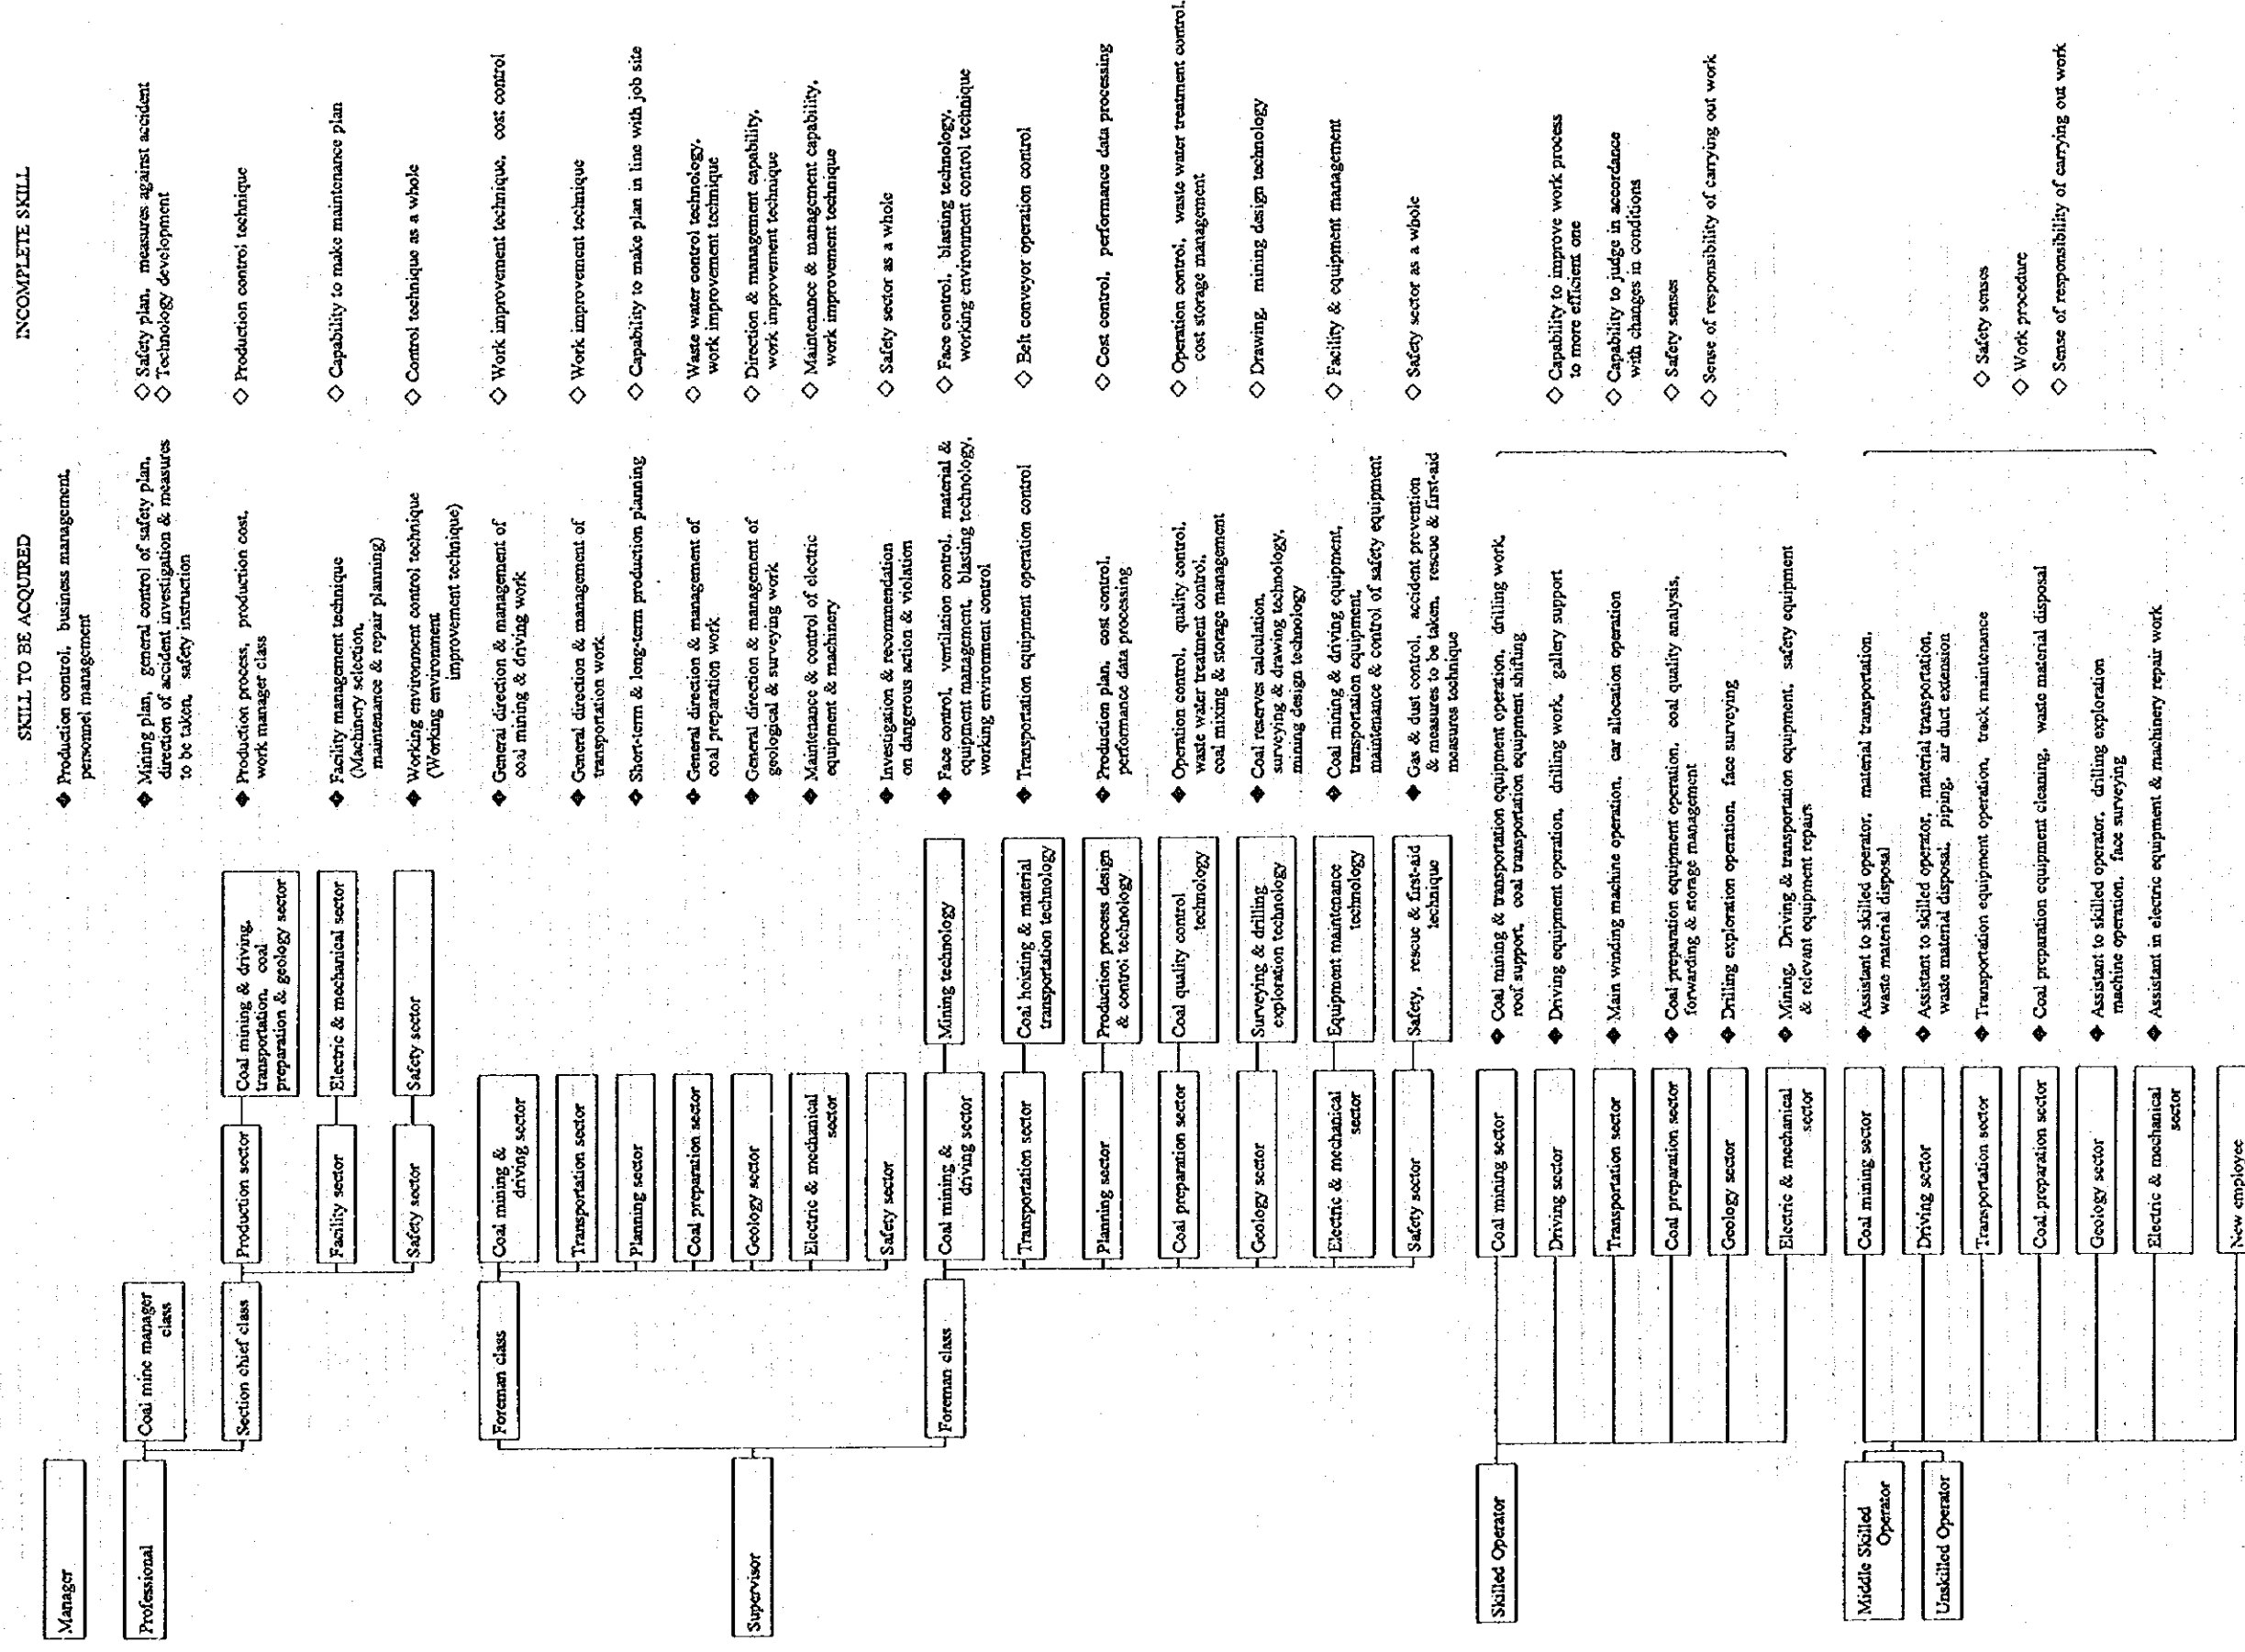 SKILL TO BE ACQUIRED
INCOMPLETE SKILL
Manager
◆ Production control, business management,
personnel management
Professional
Coal mine manager
class
◆ Mining plan, general control of safety plan,
direction of accident investigation & measures
to be taken, safety instruction
◇ Safety plan, measures against accident
◇ Technology development
Section chief class
Production sector
Coal mining & driving,
transportation, coal
preparation & geology sector
◆ Production process, production cost,
work manager class
◇ Production control technique
Facility sector
Electric & mechanical sector
◆ Facility management technique
(Machinery selection,
maintenance & repair planning)
◇ Capability to make maintenance plan
Safety sector
Safety sector
◆ Working environment control technique
(Working environment
improvement technique)
◇ Control technique as a whole
Supervisor
Foreman class
Coal mining &
driving sector
◆ General direction & management of
coal mining & driving work
◇ Work improvement technique, cost control
Transportation sector
◆ General direction & management of
transportation work
◇ Work improvement technique
Planning sector
◆ Short-term & long-term production planning
◇ Capability to make plan in line with job site
Coal preparation sector
◆ General direction & management of
coal preparation work
◇ Waste water control technology,
work improvement technique
Geology sector
◆ General direction & management of
geological & surveying work
◇ Direction & management capability,
work improvement technique
Electric & mechanical
sector
◆ Maintenance & control of electric
equipment & machinery
◇ Maintenance & management capability,
work improvement technique
Safety sector
◆ Investigation & recommendation
on dangerous action & violation
◇ Safety sector as a whole
Foreman class
Coal mining &
driving sector
Mining technology
◆ Face control, ventilation control, material &
equipment management, blasting technology,
working environment control
◇ Face control, blasting technology,
working environment control technique
Transportation sector
Coal hoisting & material
transportation technology
◆ Transportation equipment operation control
◇ Belt conveyor operation control
Planning sector
Production process design
& control technology
◆ Production plan, cost control,
performance data processing
◇ Cost control, performance data processing
Coal preparation sector
Coal quality control
technology
◆ Operation control, quality control,
waste water treatment control,
coal mixing & storage management
◇ Operation control, waste water treatment control,
cost storage management
Geology sector
Surveying & drilling
exploration technology
◆ Coal reserves calculation,
surveying & drawing technology,
mining design technology
◇ Drawing, mining design technology
Electric & mechanical
sector
Equipment maintenance
technology
◆ Coal mining & driving equipment,
transportation equipment,
maintenance & control of safety equipment
◇ Facility & equipment management
Safety sector
Safety, rescue & first-aid
technique
◆ Gas & dust control, accident prevention
& measures to be taken, rescue & first-aid
measures technique
◇ Safety sector as a whole
Skilled Operator
Coal mining sector
◆ Coal mining & transportation equipment operation, drilling work,
roof support, coal transportation equipment shifting
Driving sector
◆ Driving equipment operation, drilling work, gallery support
Transportation sector
◆ Main winding machine operation, car allocation operation
Coal preparation sector
◆ Coal preparation equipment operation, coal quality analysis,
forwarding & storage management
Geology sector
◆ Drilling exploration operation, face surveying
Electric & mechanical
sector
◆ Mining, Driving & transportation equipment, safety equipment
& relevant equipment repairs
◇ Capability to improve work process
to more efficient one
◇ Capability to judge in accordance
with changes in conditions
◇ Safety senses
◇ Sense of responsibility of carrying out work
Middle Skilled
Operator
Unskilled Operator
Coal mining sector
◆ Assistant to skilled operator, material transportation,
waste material disposal
Driving sector
◆ Assistant to skilled operator, material transportation,
waste material disposal, piping, air duct extension
Transportation sector
◆ Transportation equipment operation, track maintenance
Coal preparation sector
◆ Coal preparation equipment cleaning, waste material disposal
Geology sector
◆ Assistant to skilled operator, drilling exploration
machine operation, face surveying
Electric & mechanical
sector
◆ Assistant in electric equipment & machinery repair work
New employee
◇ Safety senses
◇ Work procedure
◇ Sense of responsibility of carrying out work